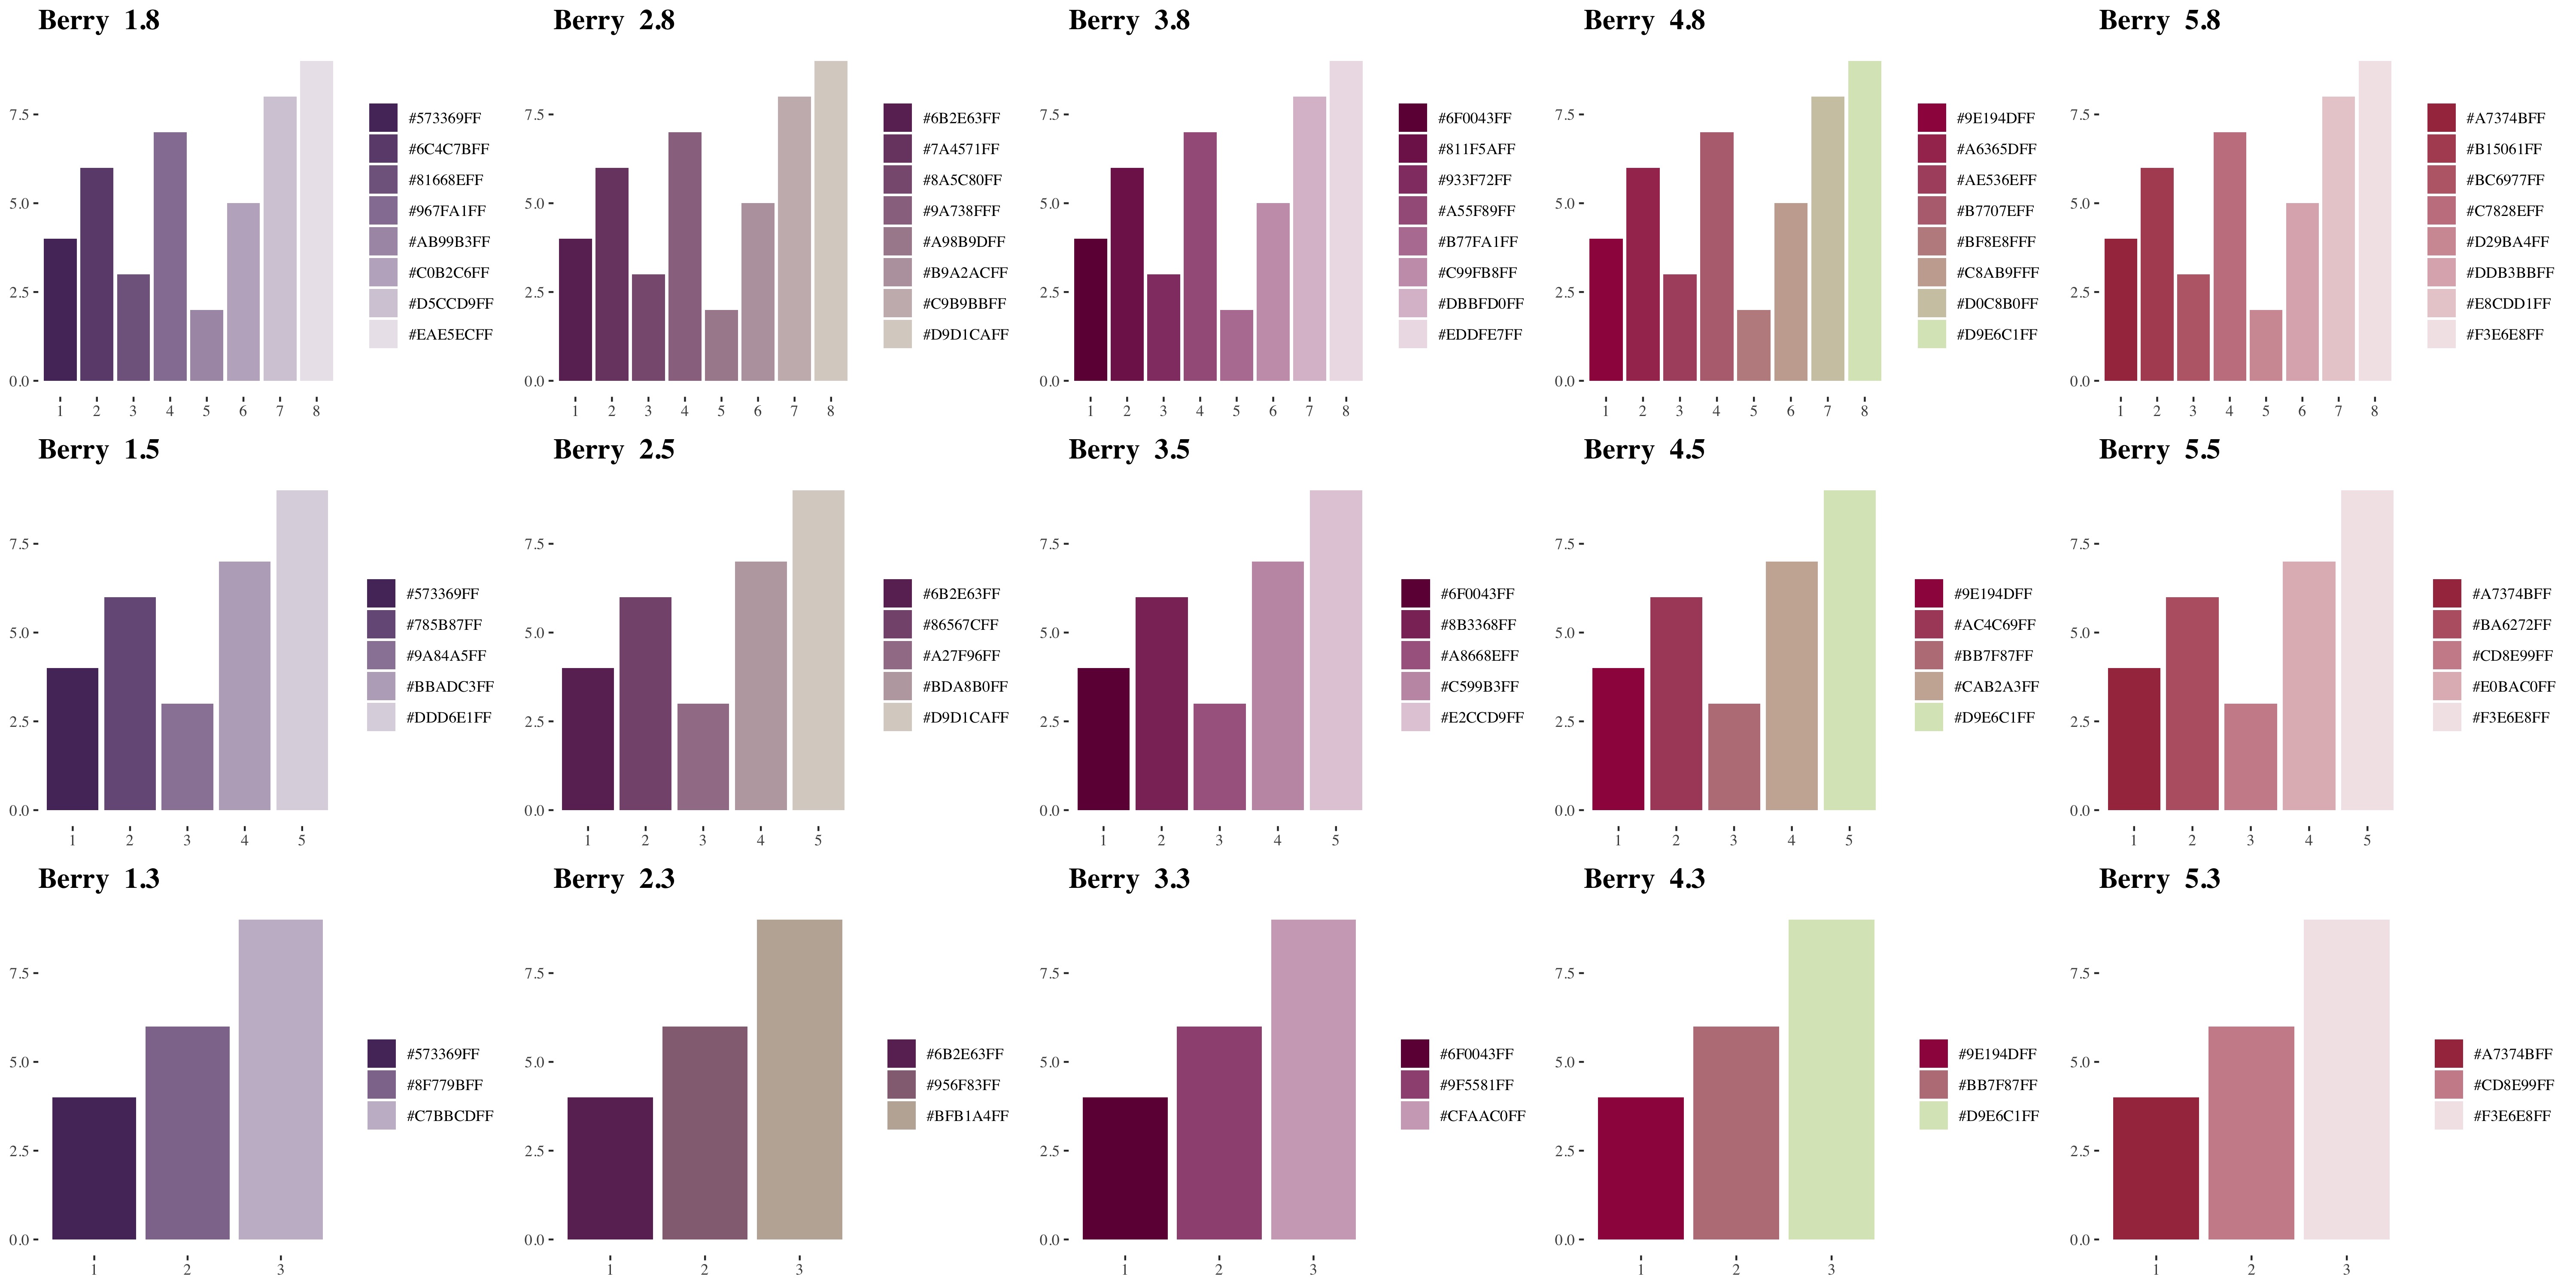 Berry 1.8
7.5
5.0
2.5
0.0
1 2 3 4 5 6 7 8
#573369FF
#6C4C7BFF
#81668EFF
#967FA1FF
#AB99B3FF
#C0B2C6FF
#D5CCD9FF
#EAE5ECFF
Berry 2.8
7.5
5.0
2.5
0.0
1 2 3 4 5 6 7 8
#6B2E63FF
#7A4571FF
#8A5C80FF
#9A738FFF
#A98B9DFF
#B9A2ACFF
#C9B9BBFF
#D9D1CAFF
Berry 3.8
7.5
5.0
2.5
0.0
1 2 3 4 5 6 7 8
#6F0043FF
#811F5AFF
#933F72FF
#A55F89FF
#B77FA1FF
#C99FB8FF
#DBBFD0FF
#EDDFE7FF
Berry 4.8
7.5
5.0
2.5
0.0
1 2 3 4 5 6 7 8
#9E194DFF
#A6365DFF
#AE536EFF
#B7707EFF
#BF8E8FFF
#C8AB9FFF
#D0C8B0FF
#D9E6C1FF
Berry 5.8
7.5
5.0
2.5
0.0
1 2 3 4 5 6 7 8
#A7374BFF
#B15061FF
#BC6977FF
#C7828EFF
#D29BA4FF
#DDB3BBFF
#E8CDD1FF
#F3E6E8FF
Berry 1.5
7.5
5.0
2.5
0.0
1 2 3 4 5
#573369FF
#785B87FF
#9A84A5FF
#BBADC3FF
#DDD6E1FF
Berry 2.5
7.5
5.0
2.5
0.0
1 2 3 4 5
#6B2E63FF
#86567CFF
#A27F96FF
#BDA8B0FF
#D9D1CAFF
Berry 3.5
7.5
5.0
2.5
0.0
1 2 3 4 5
#6F0043FF
#8B3368FF
#A8668EFF
#C599B3FF
#E2CCD9FF
Berry 4.5
7.5
5.0
2.5
0.0
1 2 3 4 5
#9E194DFF
#AC4C69FF
#BB7F87FF
#CAB2A3FF
#D9E6C1FF
Berry 5.5
7.5
5.0
2.5
0.0
1 2 3 4 5
#A7374BFF
#BA6272FF
#CD8E99FF
#E0BAC0FF
#F3E6E8FF
Berry 1.3
7.5
5.0
2.5
0.0
1 2 3
#573369FF
#8F779BFF
#C7BBCDFF
Berry 2.3
7.5
5.0
2.5
0.0
1 2 3
#6B2E63FF
#956F83FF
#BFB1A4FF
Berry 3.3
7.5
5.0
2.5
0.0
1 2 3
#6F0043FF
#9F5581FF
#CFAAC0FF
Berry 4.3
7.5
5.0
2.5
0.0
1 2 3
#9E194DFF
#BB7F87FF
#D9E6C1FF
Berry 5.3
7.5
5.0
2.5
0.0
1 2 3
#A7374BFF
#CD8E99FF
#F3E6E8FF